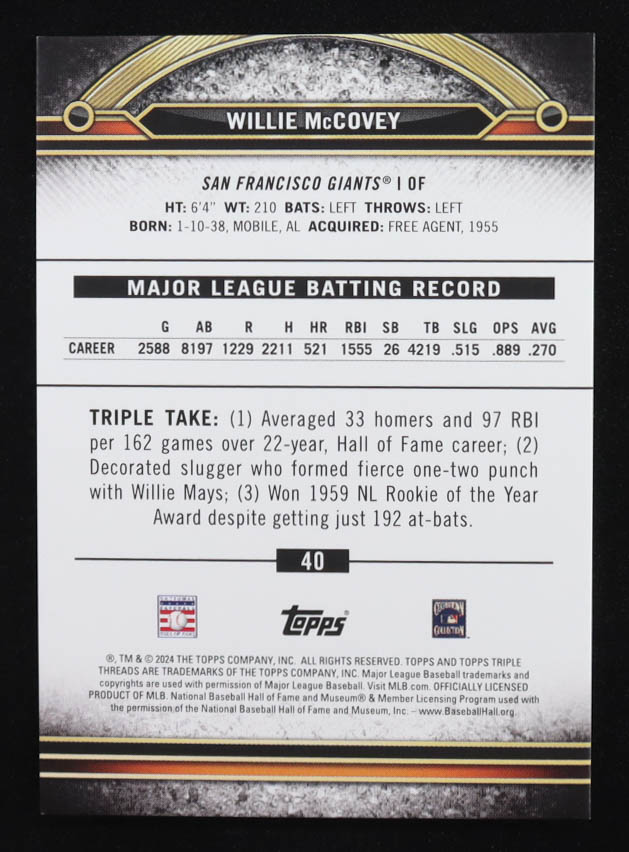 WILLIE McCOVEY
SAN FRANCISCO GIANTS® | OF
HT: 6'4" WT: 210 BATS: LEFT THROWS: LEFT
BORN: 1-10-38, MOBILE, AL ACQUIRED: FREE AGENT, 1955
MAJOR LEAGUE BATTING RECORD
G AB R H HR RBI SB TB SLG OPS AVG
CAREER 2588 8197 1229 2211 521 1555 26 4219 .515 .889 .270
TRIPLE TAKE: (1) Averaged 33 homers and 97 RBI
per 162 games over 22-year, Hall of Fame career; (2)
Decorated slugger who formed fierce one-two punch
with Willie Mays; (3) Won 1959 NL Rookie of the Year
Award despite getting just 192 at-bats.
40
NATIONAL BASEBALL HALL OF FAME
Topps®
COOPERSTOWN COLLECTION
®, TM & © 2024 THE TOPPS COMPANY, INC. ALL RIGHTS RESERVED. TOPPS AND TOPPS TRIPLE
THREADS ARE TRADEMARKS OF THE TOPPS COMPANY, INC. Major League Baseball trademarks and
copyrights are used with permission of Major League Baseball. Visit MLB.com. OFFICIALLY LICENSED
PRODUCT OF MLB. National Baseball Hall of Fame and Museum® & Member Licensing Program used with
the permission of the National Baseball Hall of Fame and Museum, Inc. – www.BaseballHall.org